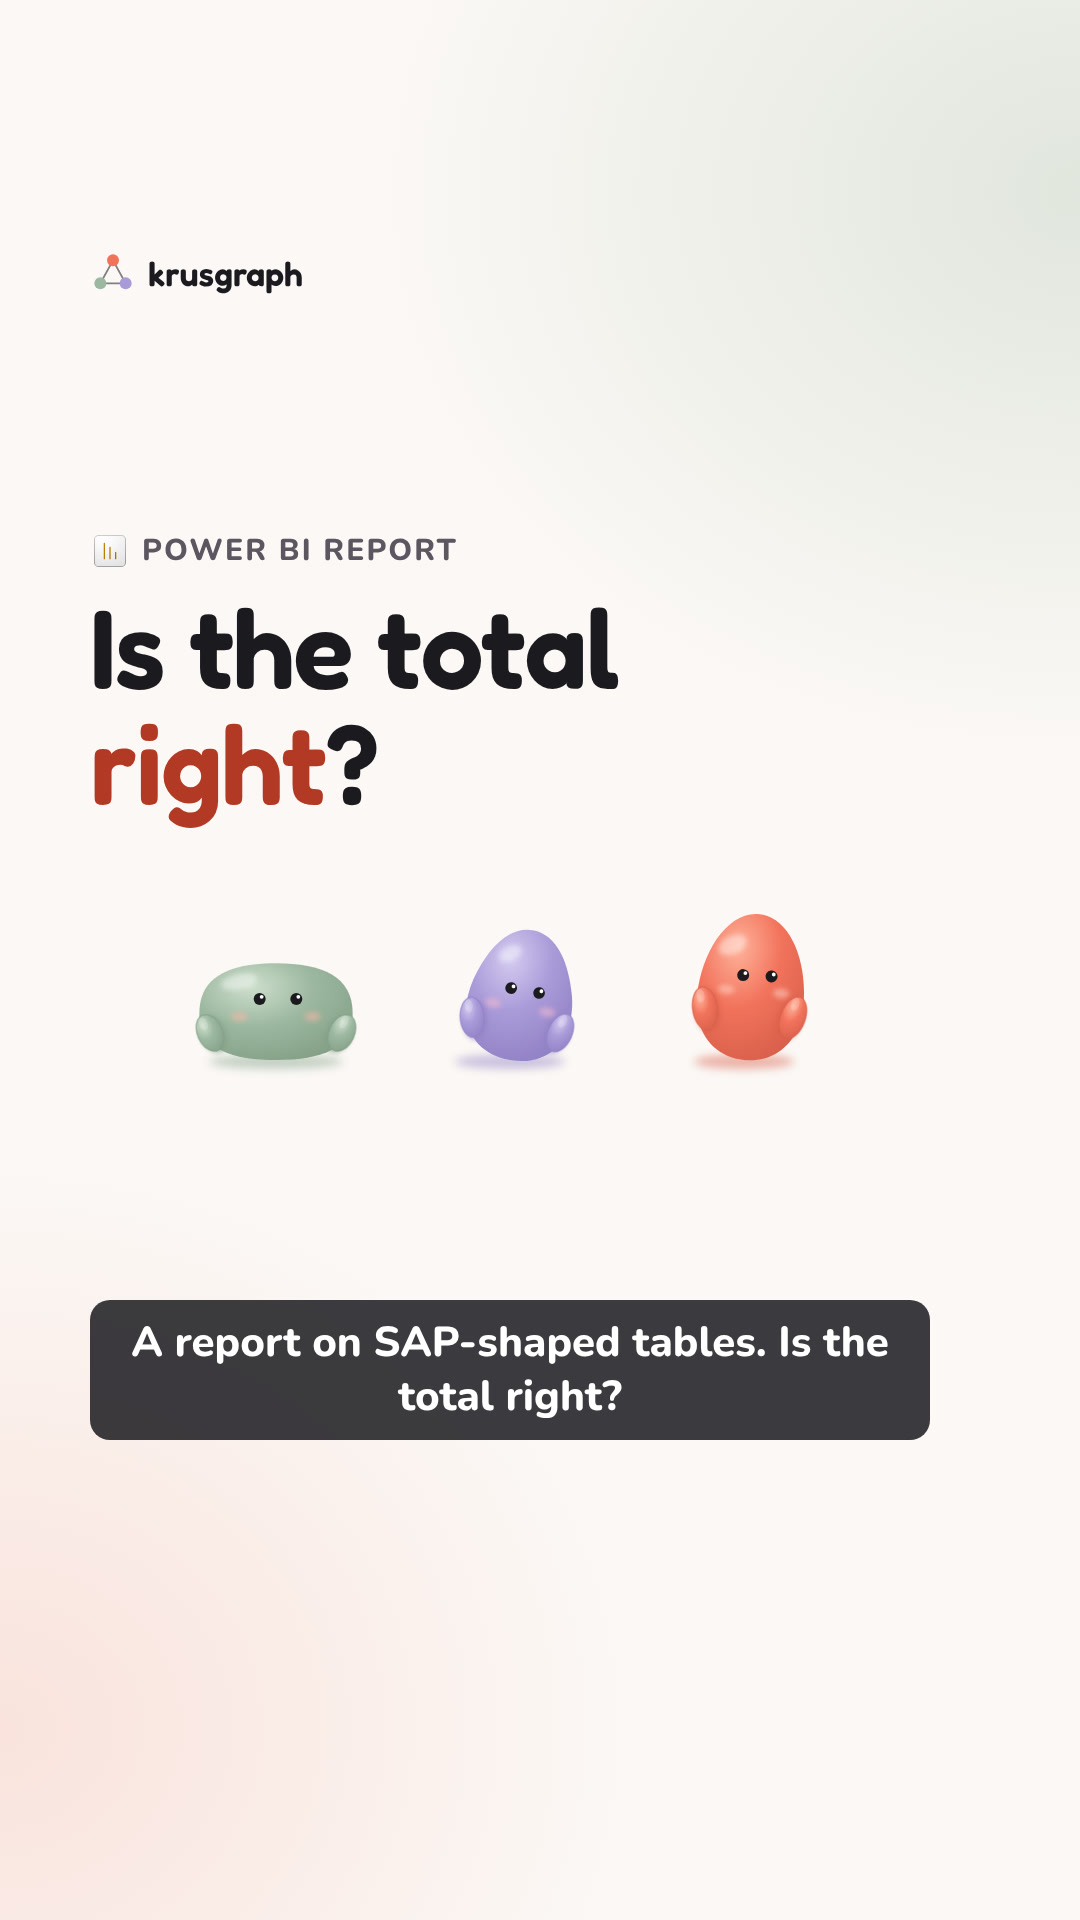 krusgraph
POWER BI REPORT
Is the total
right?
A report on SAP-shaped tables. Is the
total right?